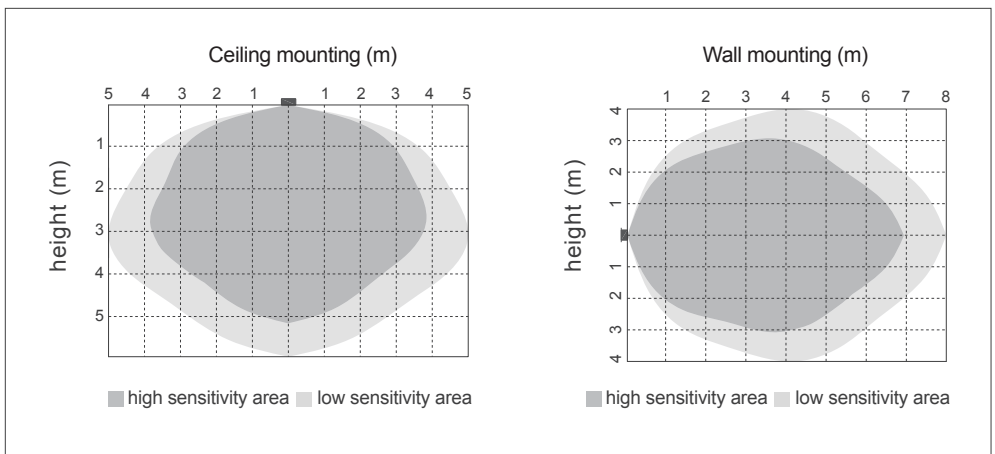 Ceiling mounting (m)
5 4 3 2 1 1 2 3 4 5
height (m)
1
2
3
4
5
high sensitivity area low sensitivity area
Wall mounting (m)
1 2 3 4 5 6 7 8
height (m)
4
3
2
1
1
2
3
4
high sensitivity area low sensitivity area